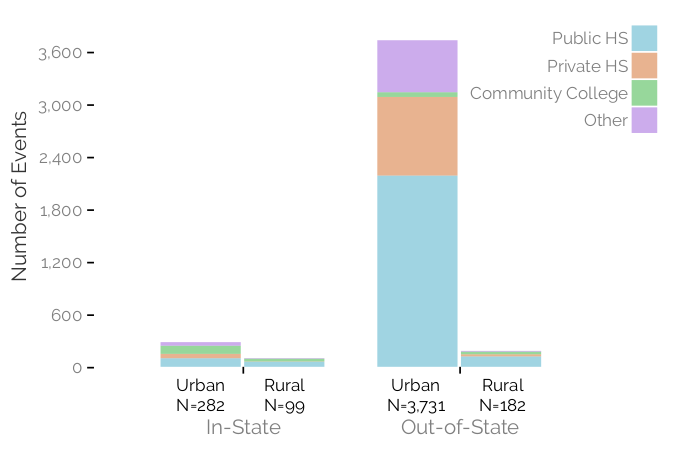 Public HS
Private HS
Community College
Other
Number of Events
3,600
3,000
2,400
1,800
1,200
600
0
Urban
N=282
Rural
N=99
In-State
Urban
N=3,731
Rural
N=182
Out-of-State